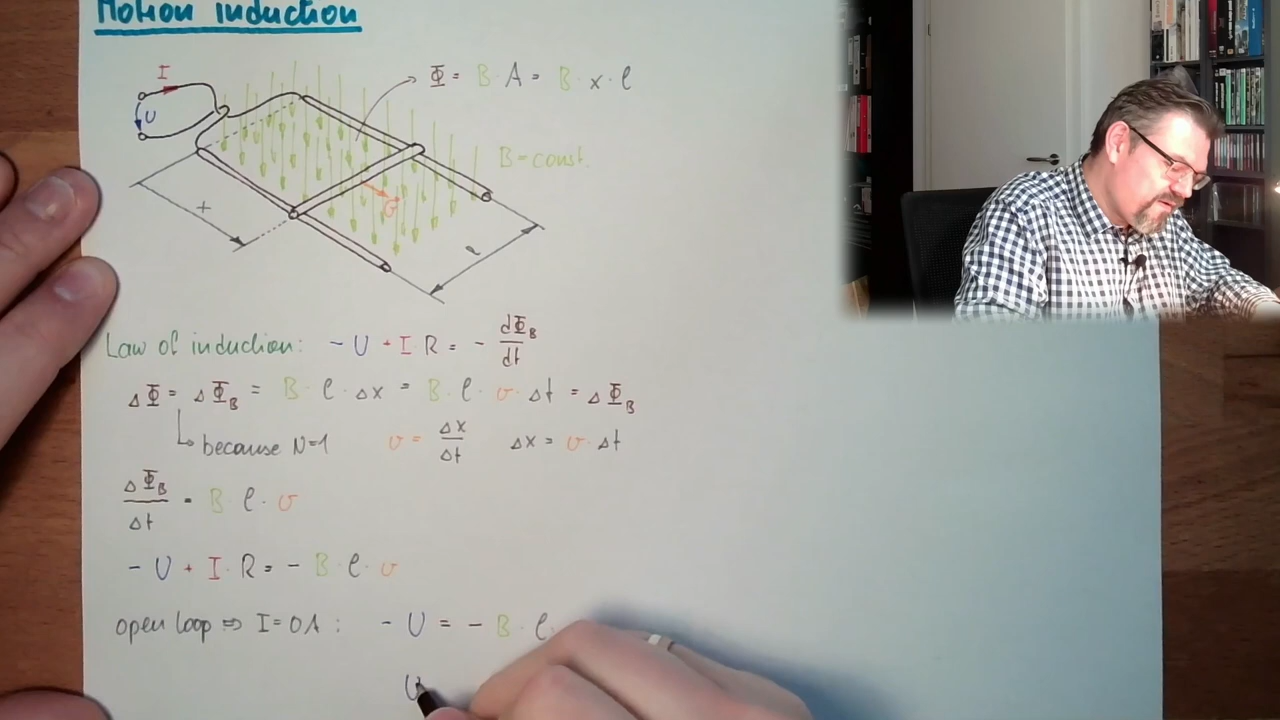 Motion induction
I
U
Φ = B · A = B · x · l
B = const.
v
x
l
Law of induction: - U + I · R = - dΦ_B/dt
ΔΦ = ΔΦ_B = B · l · Δx = B · l · v · Δt = ΔΦ_B
because N=1 v = Δx/Δt Δx = v · Δt
ΔΦ_B/Δt = B · l · v
- U + I · R = - B · l · v
open loop ⇒ I = 0A : - U = - B · l ·
U